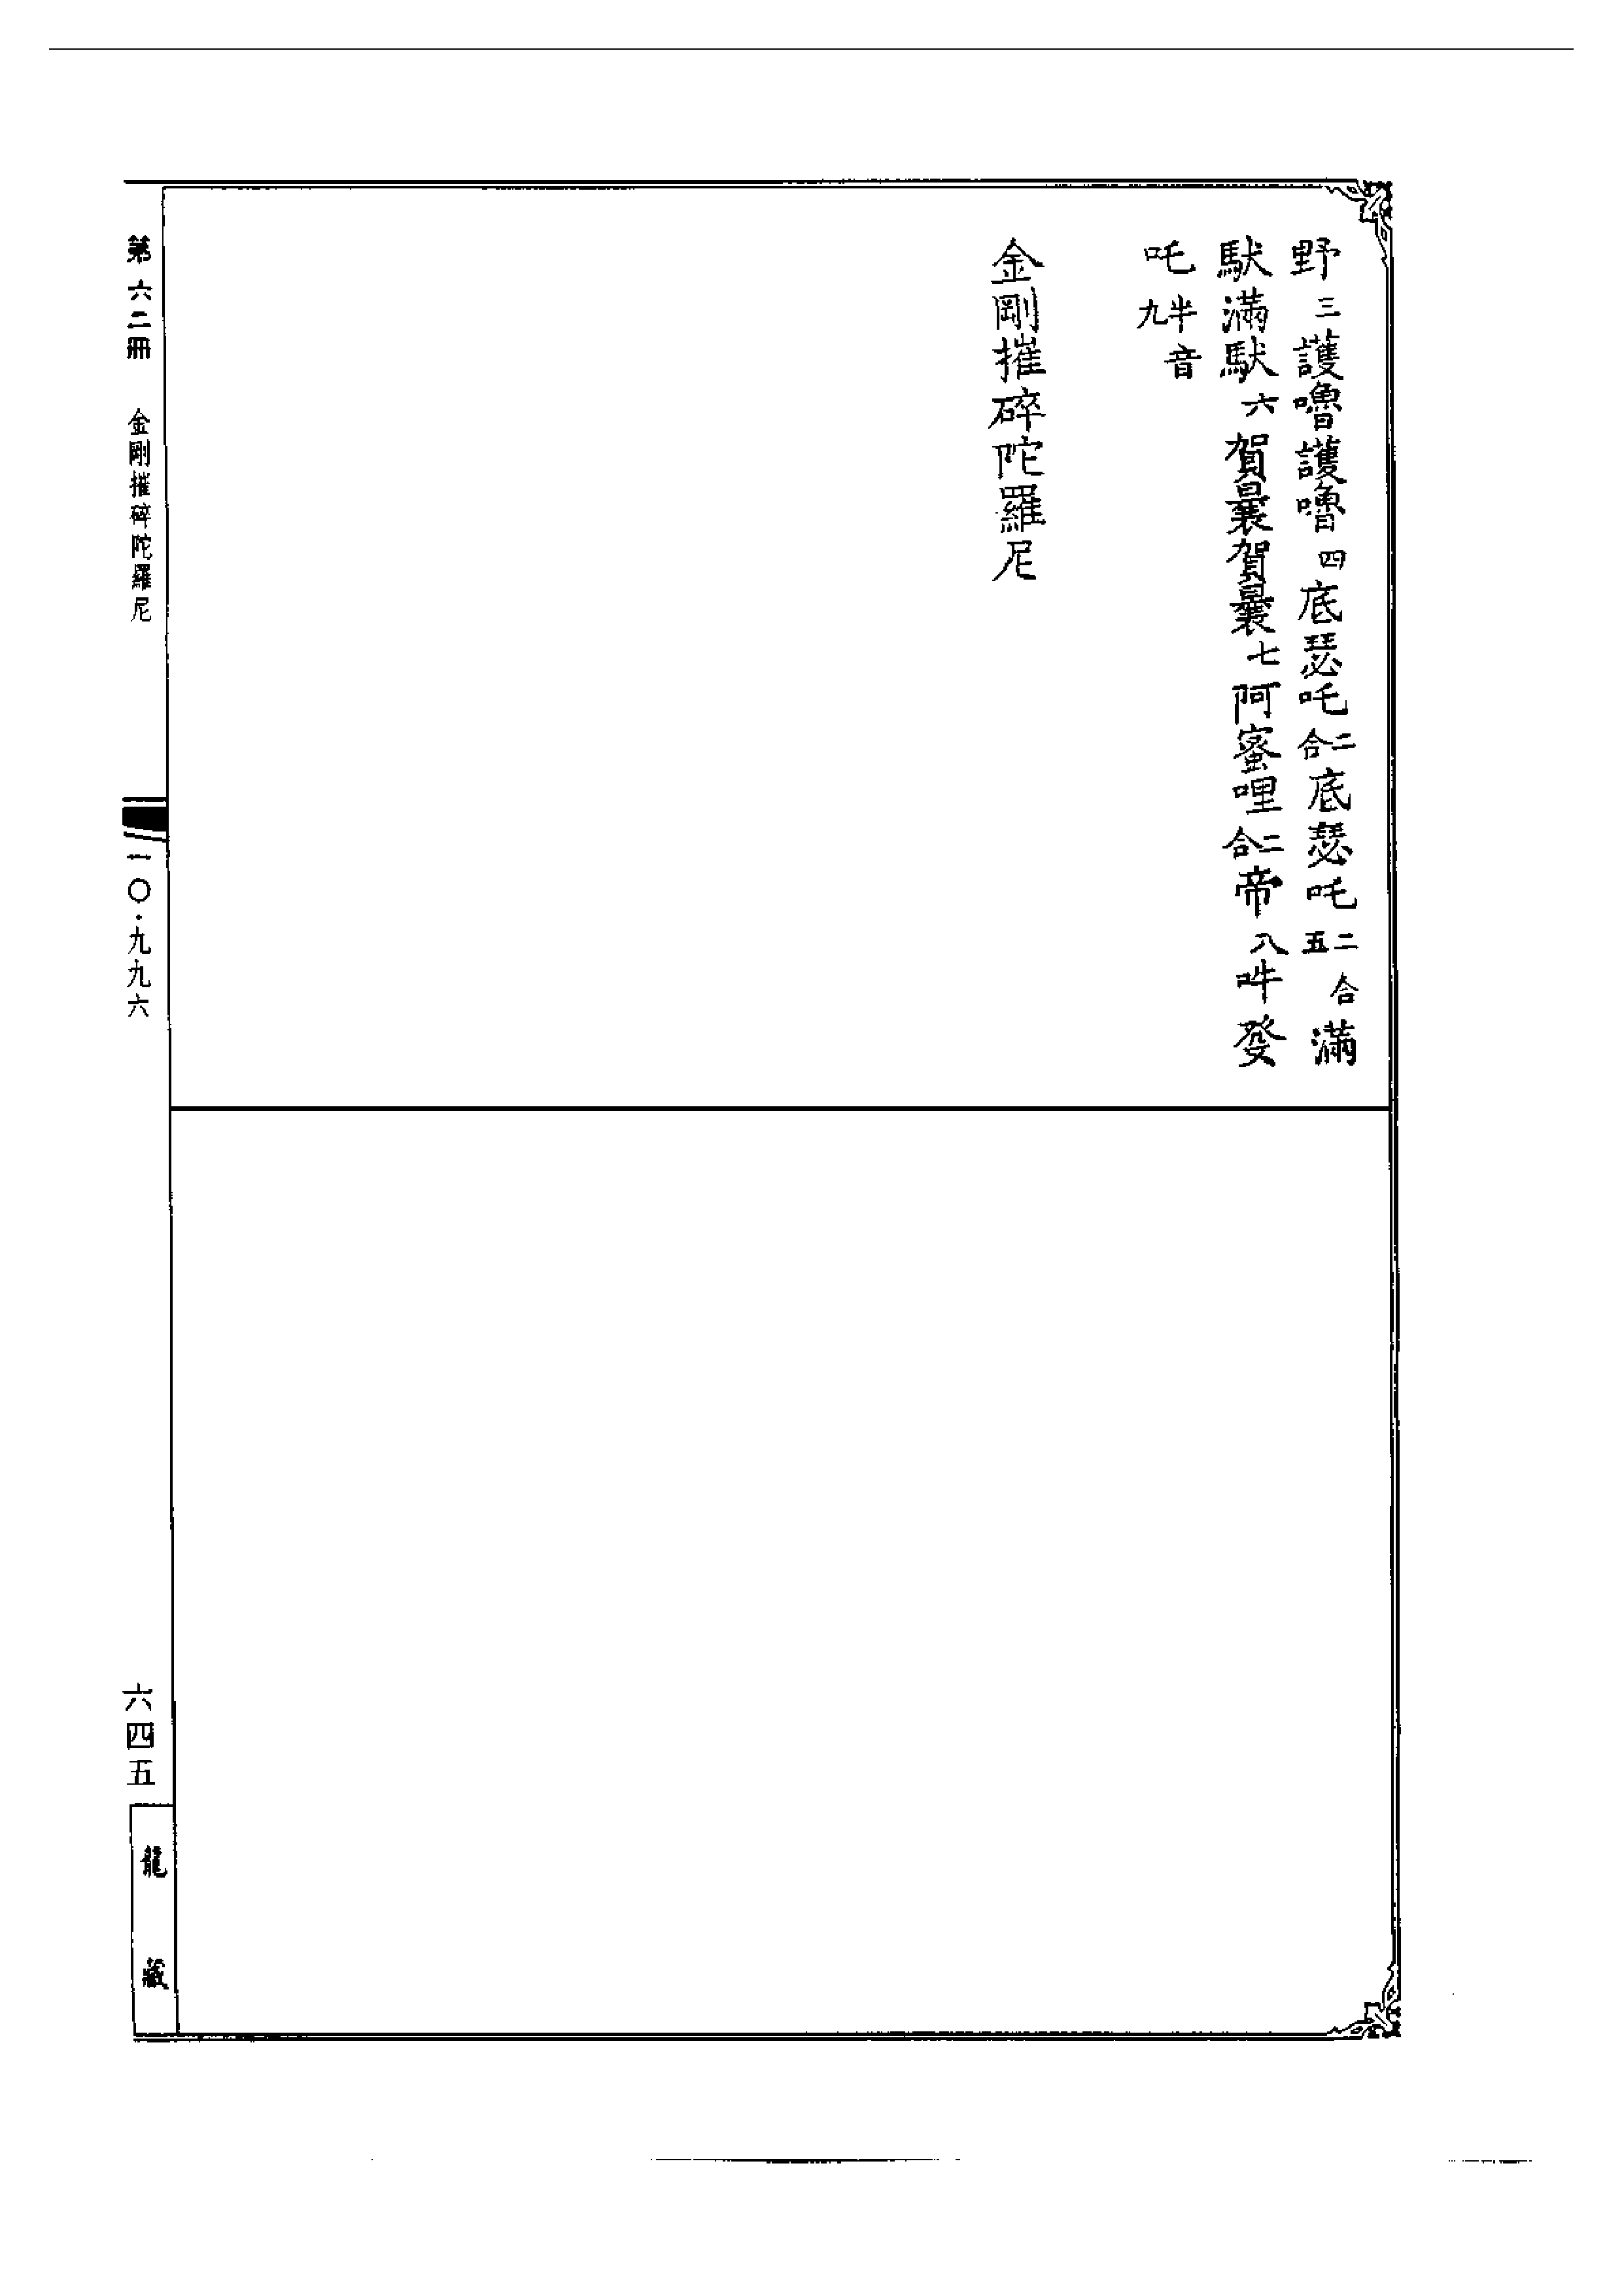 野三護嚕護嚕四底瑟吒二合底瑟吒二合五滿
馱滿馱六賀曩賀曩七阿蜜哩二合帝八吽發
吒半音九
金剛摧碎陀羅尼
第六二冊 金剛摧碎陀羅尼 一〇·九九六 六四五
龍藏